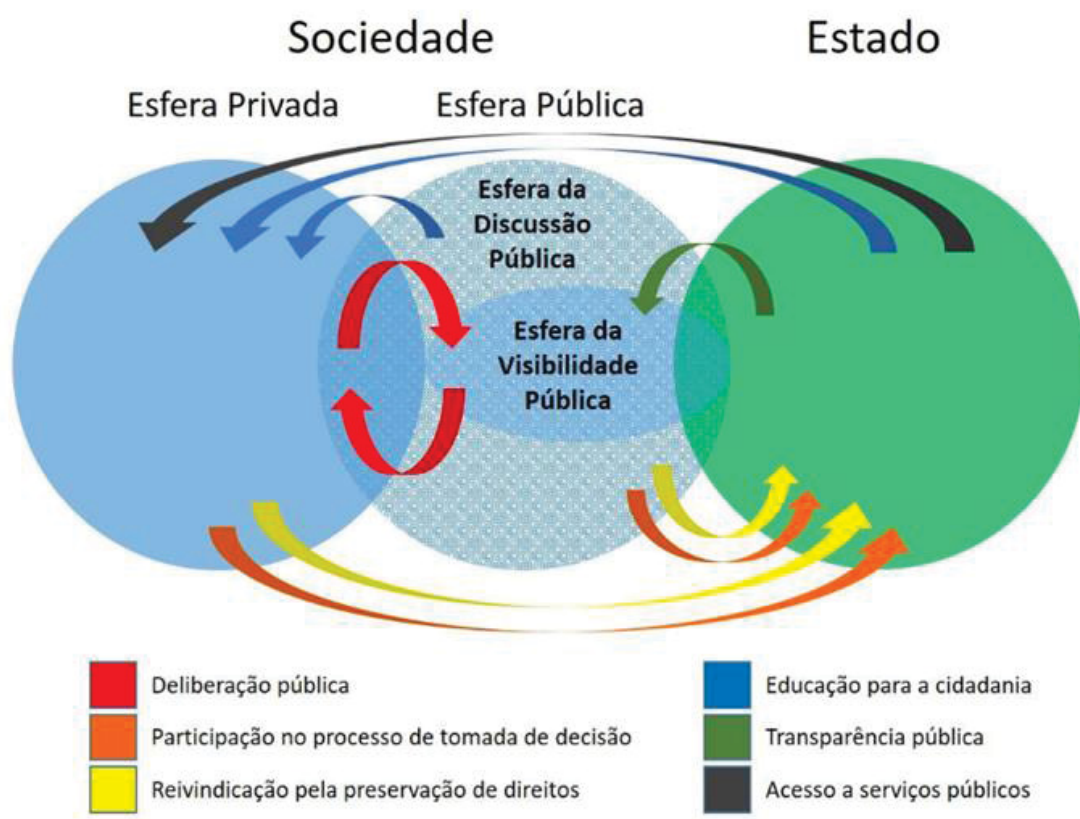 Sociedade
Estado
Esfera Privada
Esfera Pública
Esfera da
Discussão
Pública
Esfera da
Visibilidade
Pública
Deliberação pública
Participação no processo de tomada de decisão
Reivindicação pela preservação de direitos
Educação para a cidadania
Transparência pública
Acesso a serviços públicos